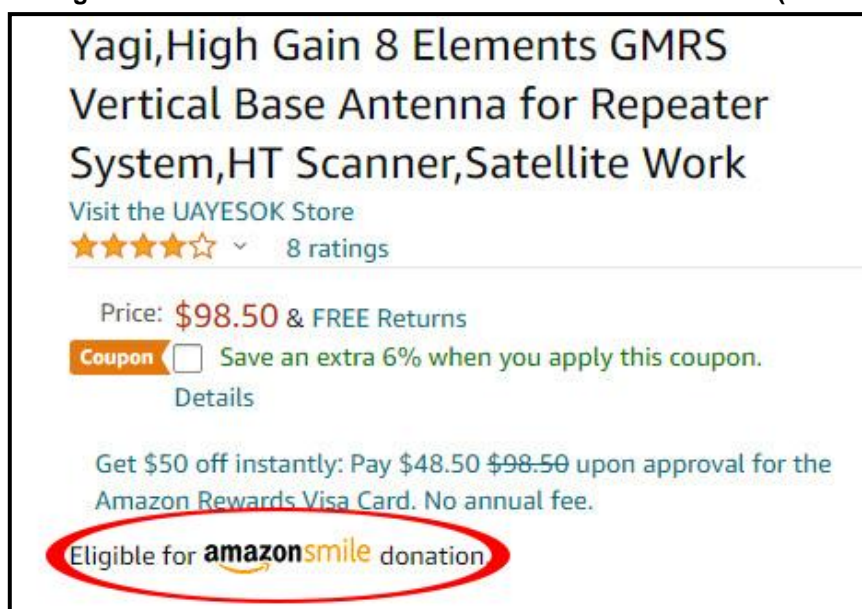 Yagi,High Gain 8 Elements GMRS
Vertical Base Antenna for Repeater
System,HT Scanner,Satellite Work
Visit the UAYESOK Store
8 ratings
Price: $98.50 & FREE Returns
Coupon Save an extra 6% when you apply this coupon.
Details
Get $50 off instantly: Pay $48.50 $98.50 upon approval for the
Amazon Rewards Visa Card. No annual fee.
Eligible for amazonsmile donation.